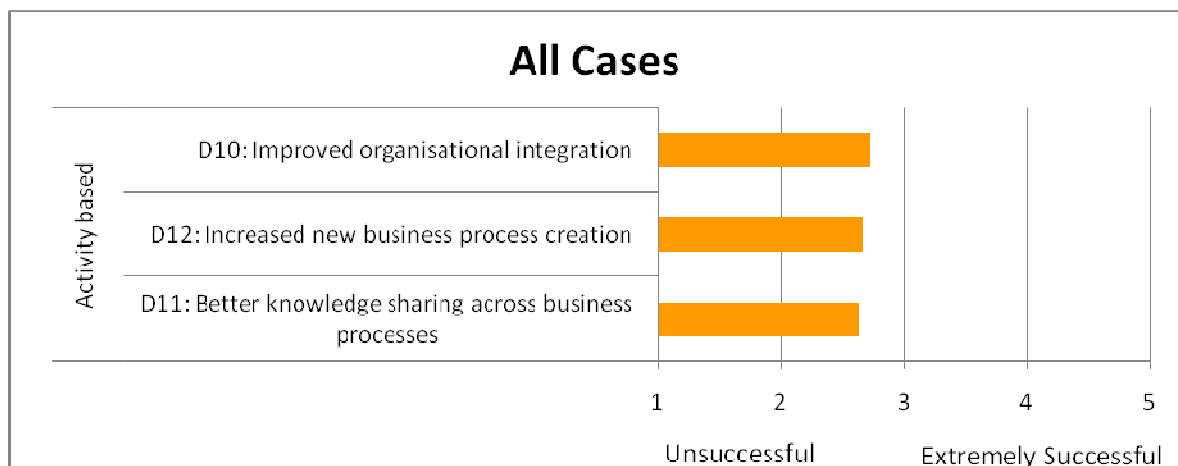 All Cases
Activity based
D10: Improved organisational integration
D12: Increased new business process creation
D11: Better knowledge sharing across business
processes
1 2 3 4 5
Unsuccessful Extremely Successful